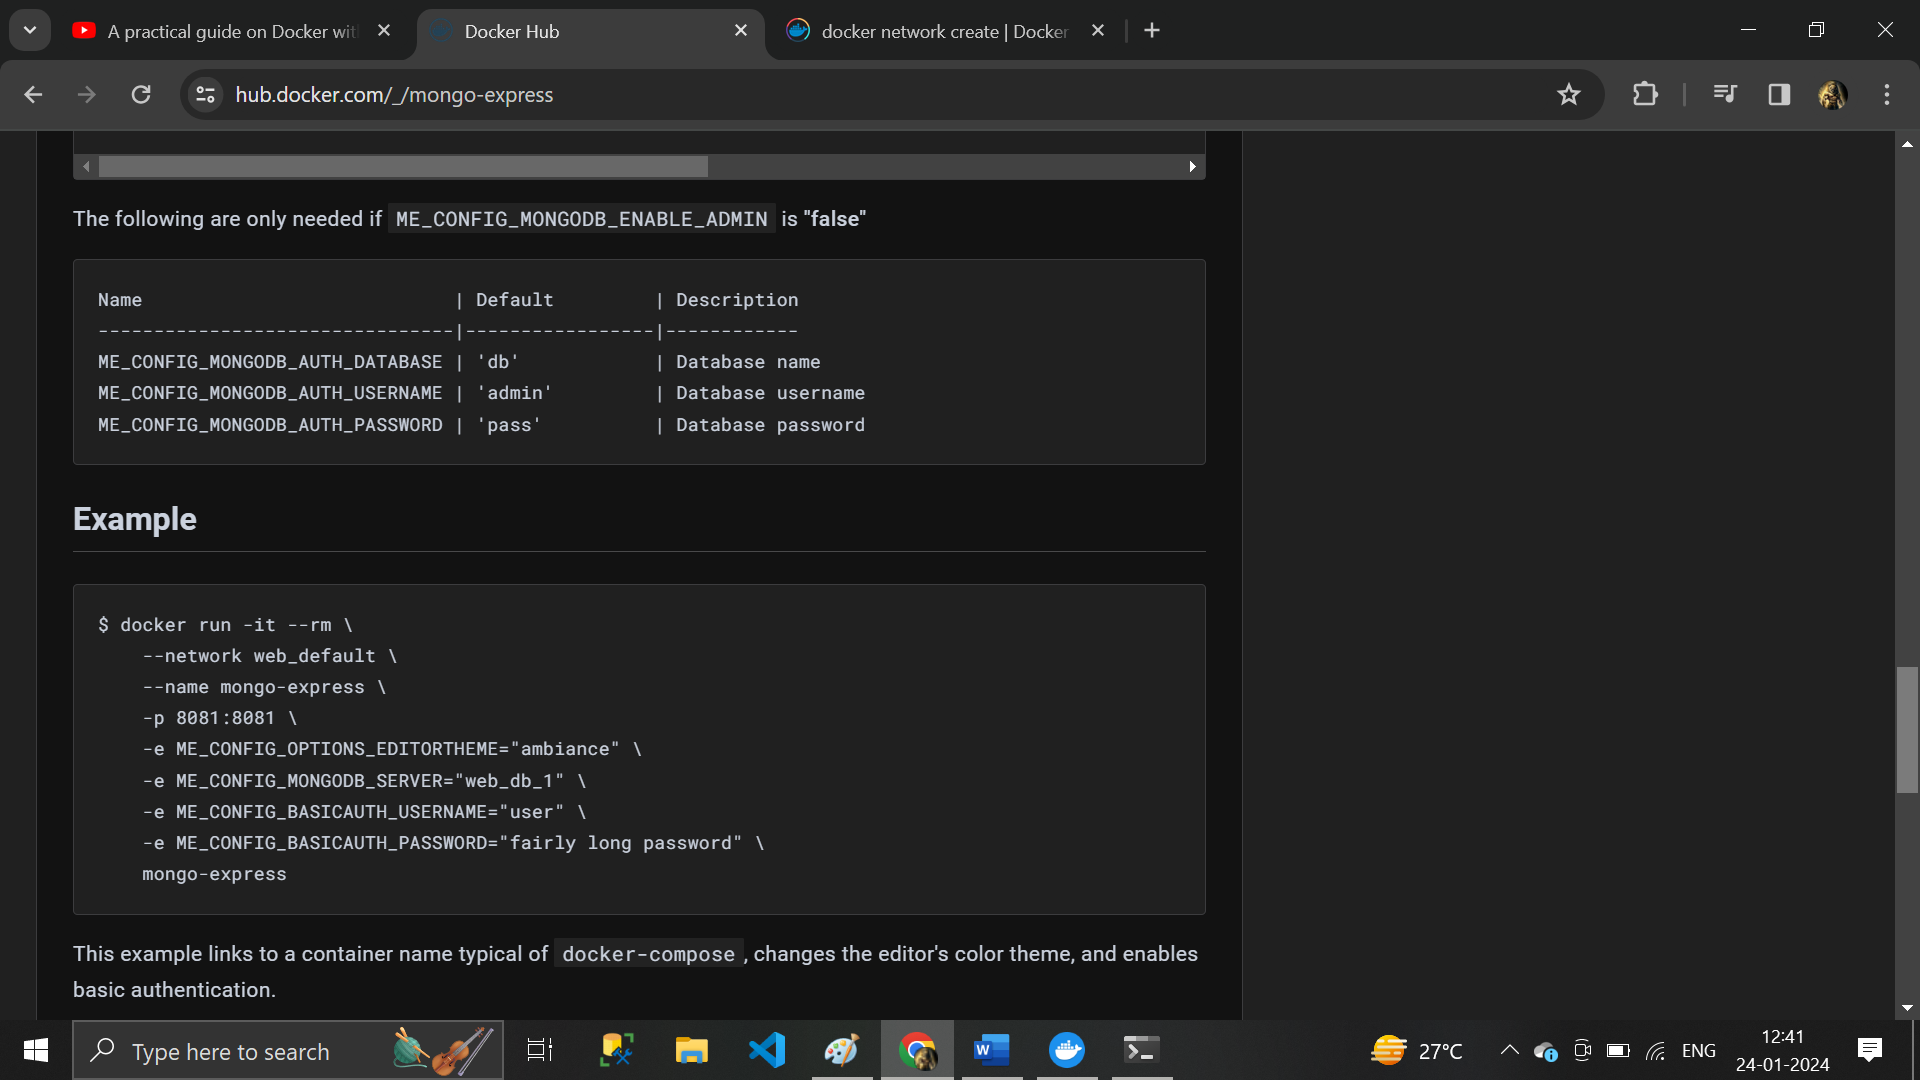 A practical guide on Docker wit
Docker Hub
docker network create | Docker
hub.docker.com/_/mongo-express
The following are only needed if ME_CONFIG_MONGODB_ENABLE_ADMIN is "false"
Name | Default | Description
--------------------------------|-----------------|------------
ME_CONFIG_MONGODB_AUTH_DATABASE | 'db' | Database name
ME_CONFIG_MONGODB_AUTH_USERNAME | 'admin' | Database username
ME_CONFIG_MONGODB_AUTH_PASSWORD | 'pass' | Database password
Example
$ docker run -it --rm \
--network web_default \
--name mongo-express \
-p 8081:8081 \
-e ME_CONFIG_OPTIONS_EDITORTHEME="ambiance" \
-e ME_CONFIG_MONGODB_SERVER="web_db_1" \
-e ME_CONFIG_BASICAUTH_USERNAME="user" \
-e ME_CONFIG_BASICAUTH_PASSWORD="fairly long password" \
mongo-express
This example links to a container name typical of docker-compose, changes the editor's color theme, and enables
basic authentication.
Type here to search
27°C
ENG
12:41
24-01-2024